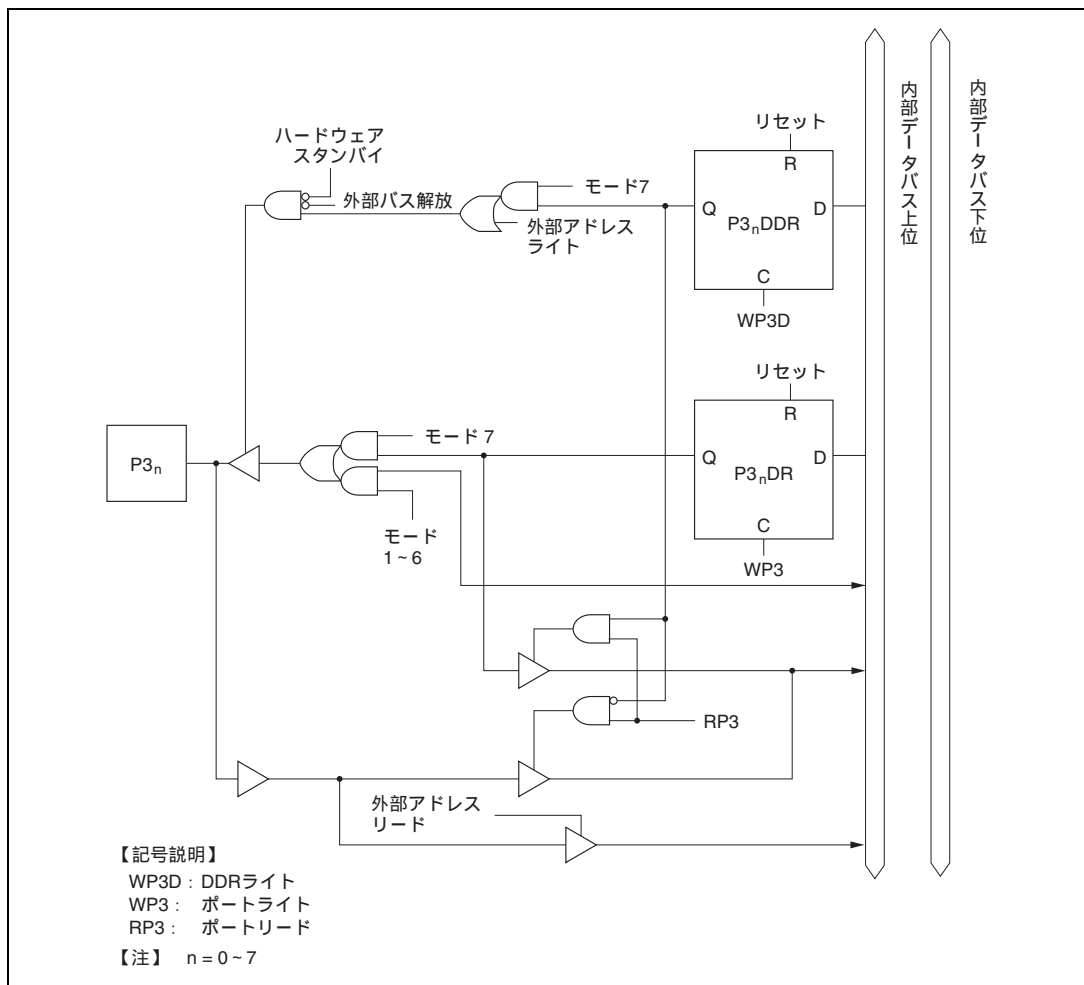 ハードウェア
スタンバイ
外部バス解放
モード7
外部アドレス
ライト
リセット
R
Q
P3nDDR
D
C
WP3D
内部データバス上位
内部データバス下位
リセット
R
Q
P3nDR
D
C
WP3
P3n
モード 7
モード
1~6
RP3
外部アドレス
リード
【記号説明】
WP3D : DDRライト
WP3 : ポートライト
RP3 : ポートリード
【注】 n = 0~7